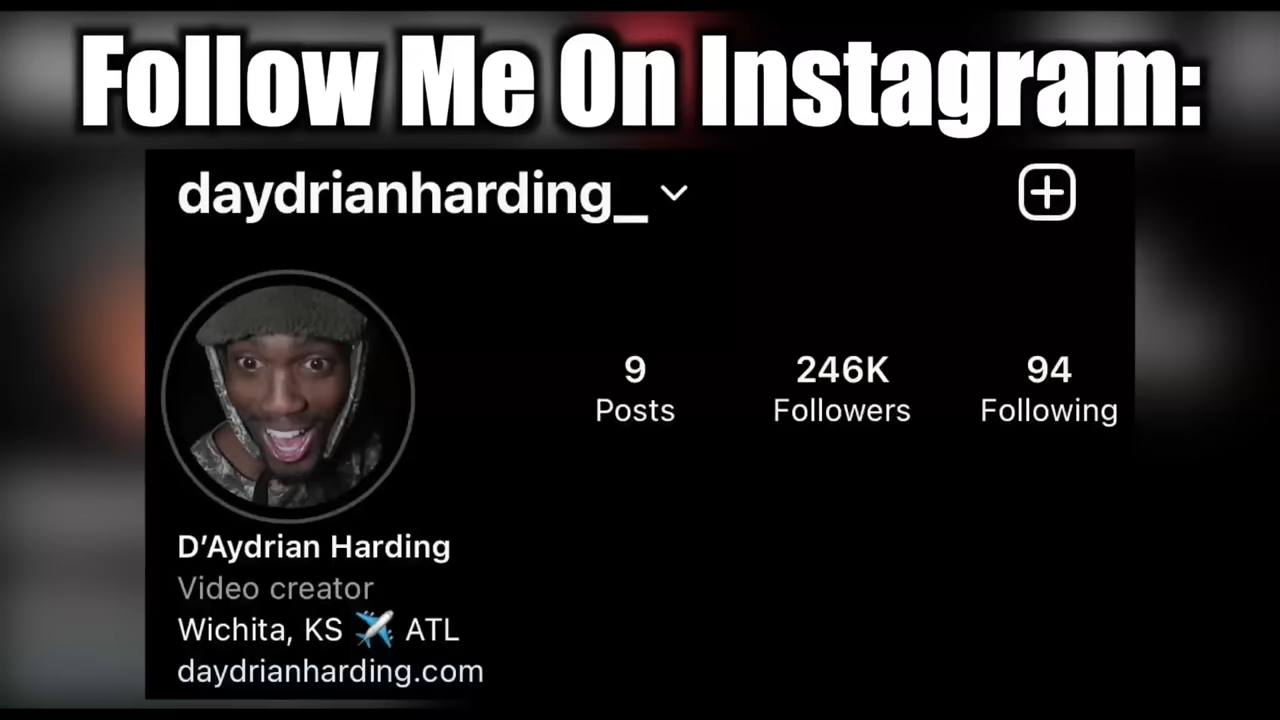 Follow Me On Instagram:
daydrianharding_
9 246K 94
Posts Followers Following
D’Aydrian Harding
Video creator
Wichita, KS ✈️ ATL
daydrianharding.com